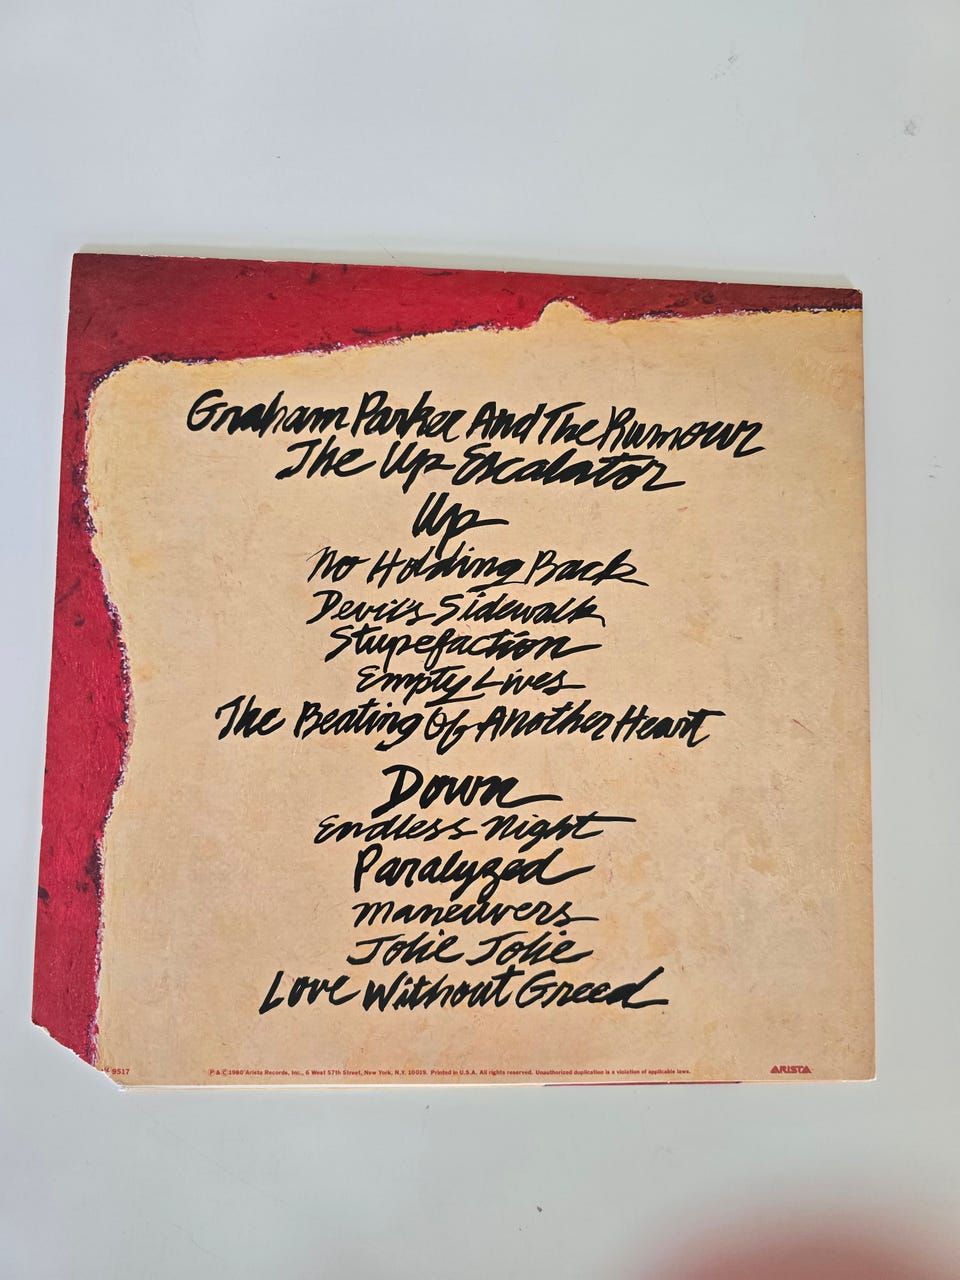 Graham Parker And The Rumour
The Up Escalator
Up
No Holding Back
Devil's Sidewalk
Stupefaction
Empty Lives
The Beating Of Another Heart
Down
Endless Night
Paralyzed
Maneuvers
Jolie Jolie
Love Without Greed
9517
℗ & © 1980 Arista Records, Inc., 6 West 57th Street, New York, N.Y. 10019. Printed in U.S.A. All rights reserved. Unauthorized duplication is a violation of applicable laws.
ARISTA